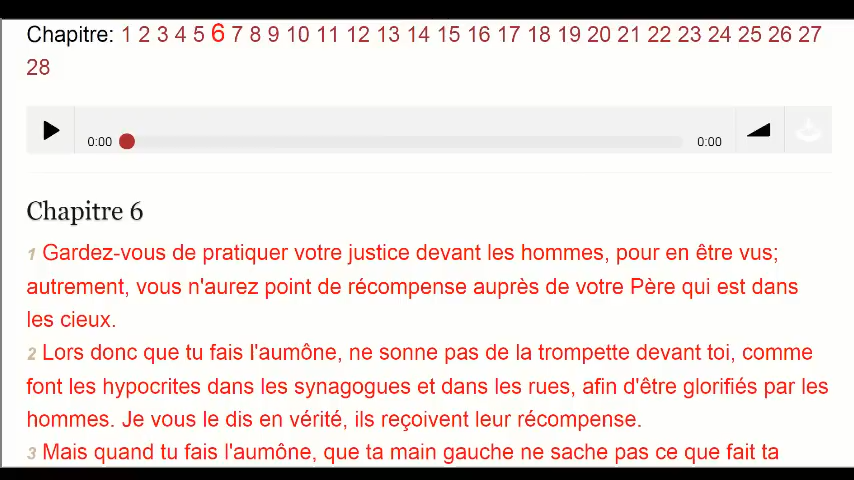 Chapitre: 1 2 3 4 5 6 7 8 9 10 11 12 13 14 15 16 17 18 19 20 21 22 23 24 25 26 27
28
0:00 0:00
Chapitre 6
1 Gardez-vous de pratiquer votre justice devant les hommes, pour en être vus;
autrement, vous n'aurez point de récompense auprès de votre Père qui est dans
les cieux.
2 Lors donc que tu fais l'aumône, ne sonne pas de la trompette devant toi, comme
font les hypocrites dans les synagogues et dans les rues, afin d'être glorifiés par les
hommes. Je vous le dis en vérité, ils reçoivent leur récompense.
3 Mais quand tu fais l'aumône, que ta main gauche ne sache pas ce que fait ta